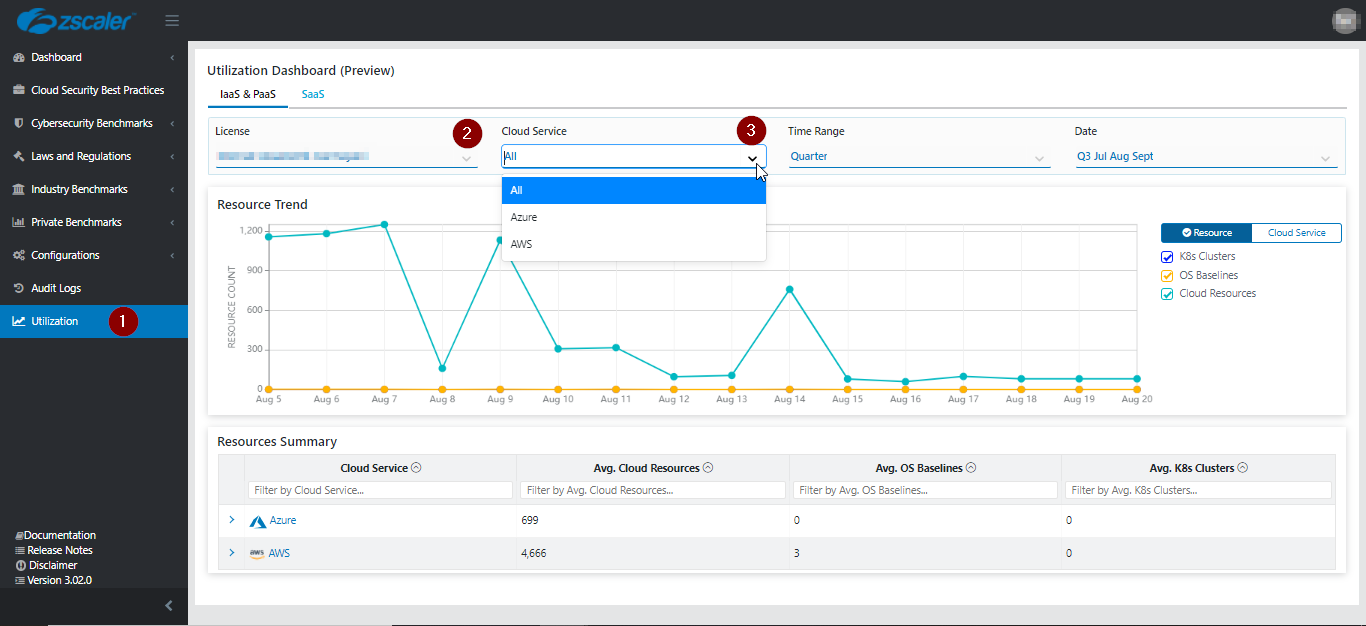 zscaler
Dashboard
Cloud Security Best Practices
Cybersecurity Benchmarks
Laws and Regulations
Industry Benchmarks
Private Benchmarks
Configurations
Audit Logs
Utilization
1
Documentation
Release Notes
Disclaimer
Version 3.02.0
Utilization Dashboard (Preview)
IaaS & PaaS SaaS
License 2 Cloud Service 3 Time Range Date
All Quarter Q3 Jul Aug Sept
All
Azure
AWS
Resource Trend
Resource Cloud Service
K8s Clusters
OS Baselines
Cloud Resources
RESOURCE COUNT
1,200
900
600
300
0
Aug 5 Aug 6 Aug 7 Aug 8 Aug 9 Aug 10 Aug 11 Aug 12 Aug 13 Aug 14 Aug 15 Aug 16 Aug 17 Aug 18 Aug 19 Aug 20
Resources Summary
Cloud Service Avg. Cloud Resources Avg. OS Baselines Avg. K8s Clusters
Filter by Cloud Service... Filter by Avg. Cloud Resources... Filter by Avg. OS Baselines... Filter by Avg. K8s Clusters...
Azure 699 0 0
aws AWS 4,666 3 0